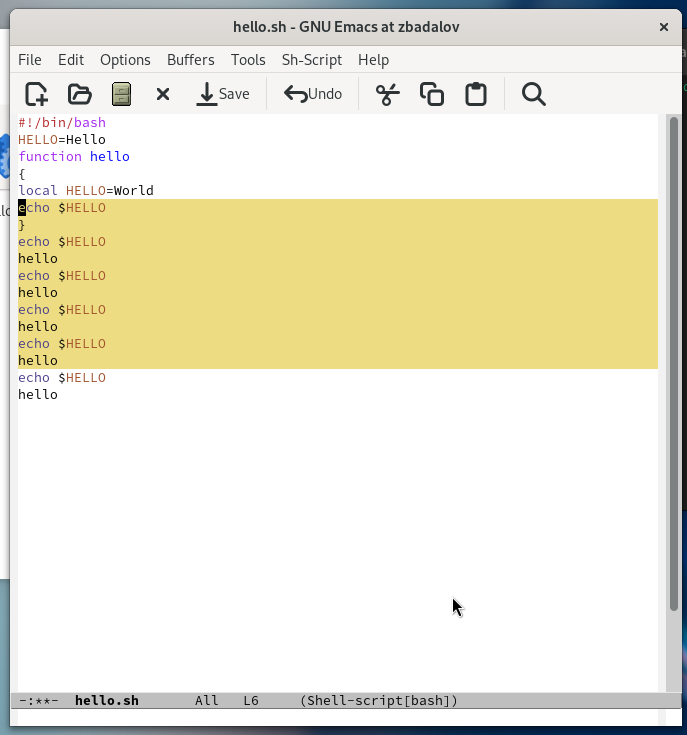 hello.sh - GNU Emacs at zbadalov
File Edit Options Buffers Tools Sh-Script Help
Save Undo
#!/bin/bash
HELLO=Hello
function hello
{
local HELLO=World
echo $HELLO
}
echo $HELLO
hello
echo $HELLO
hello
echo $HELLO
hello
echo $HELLO
hello
echo $HELLO
hello
-:**- hello.sh All L6 (Shell-script[bash])